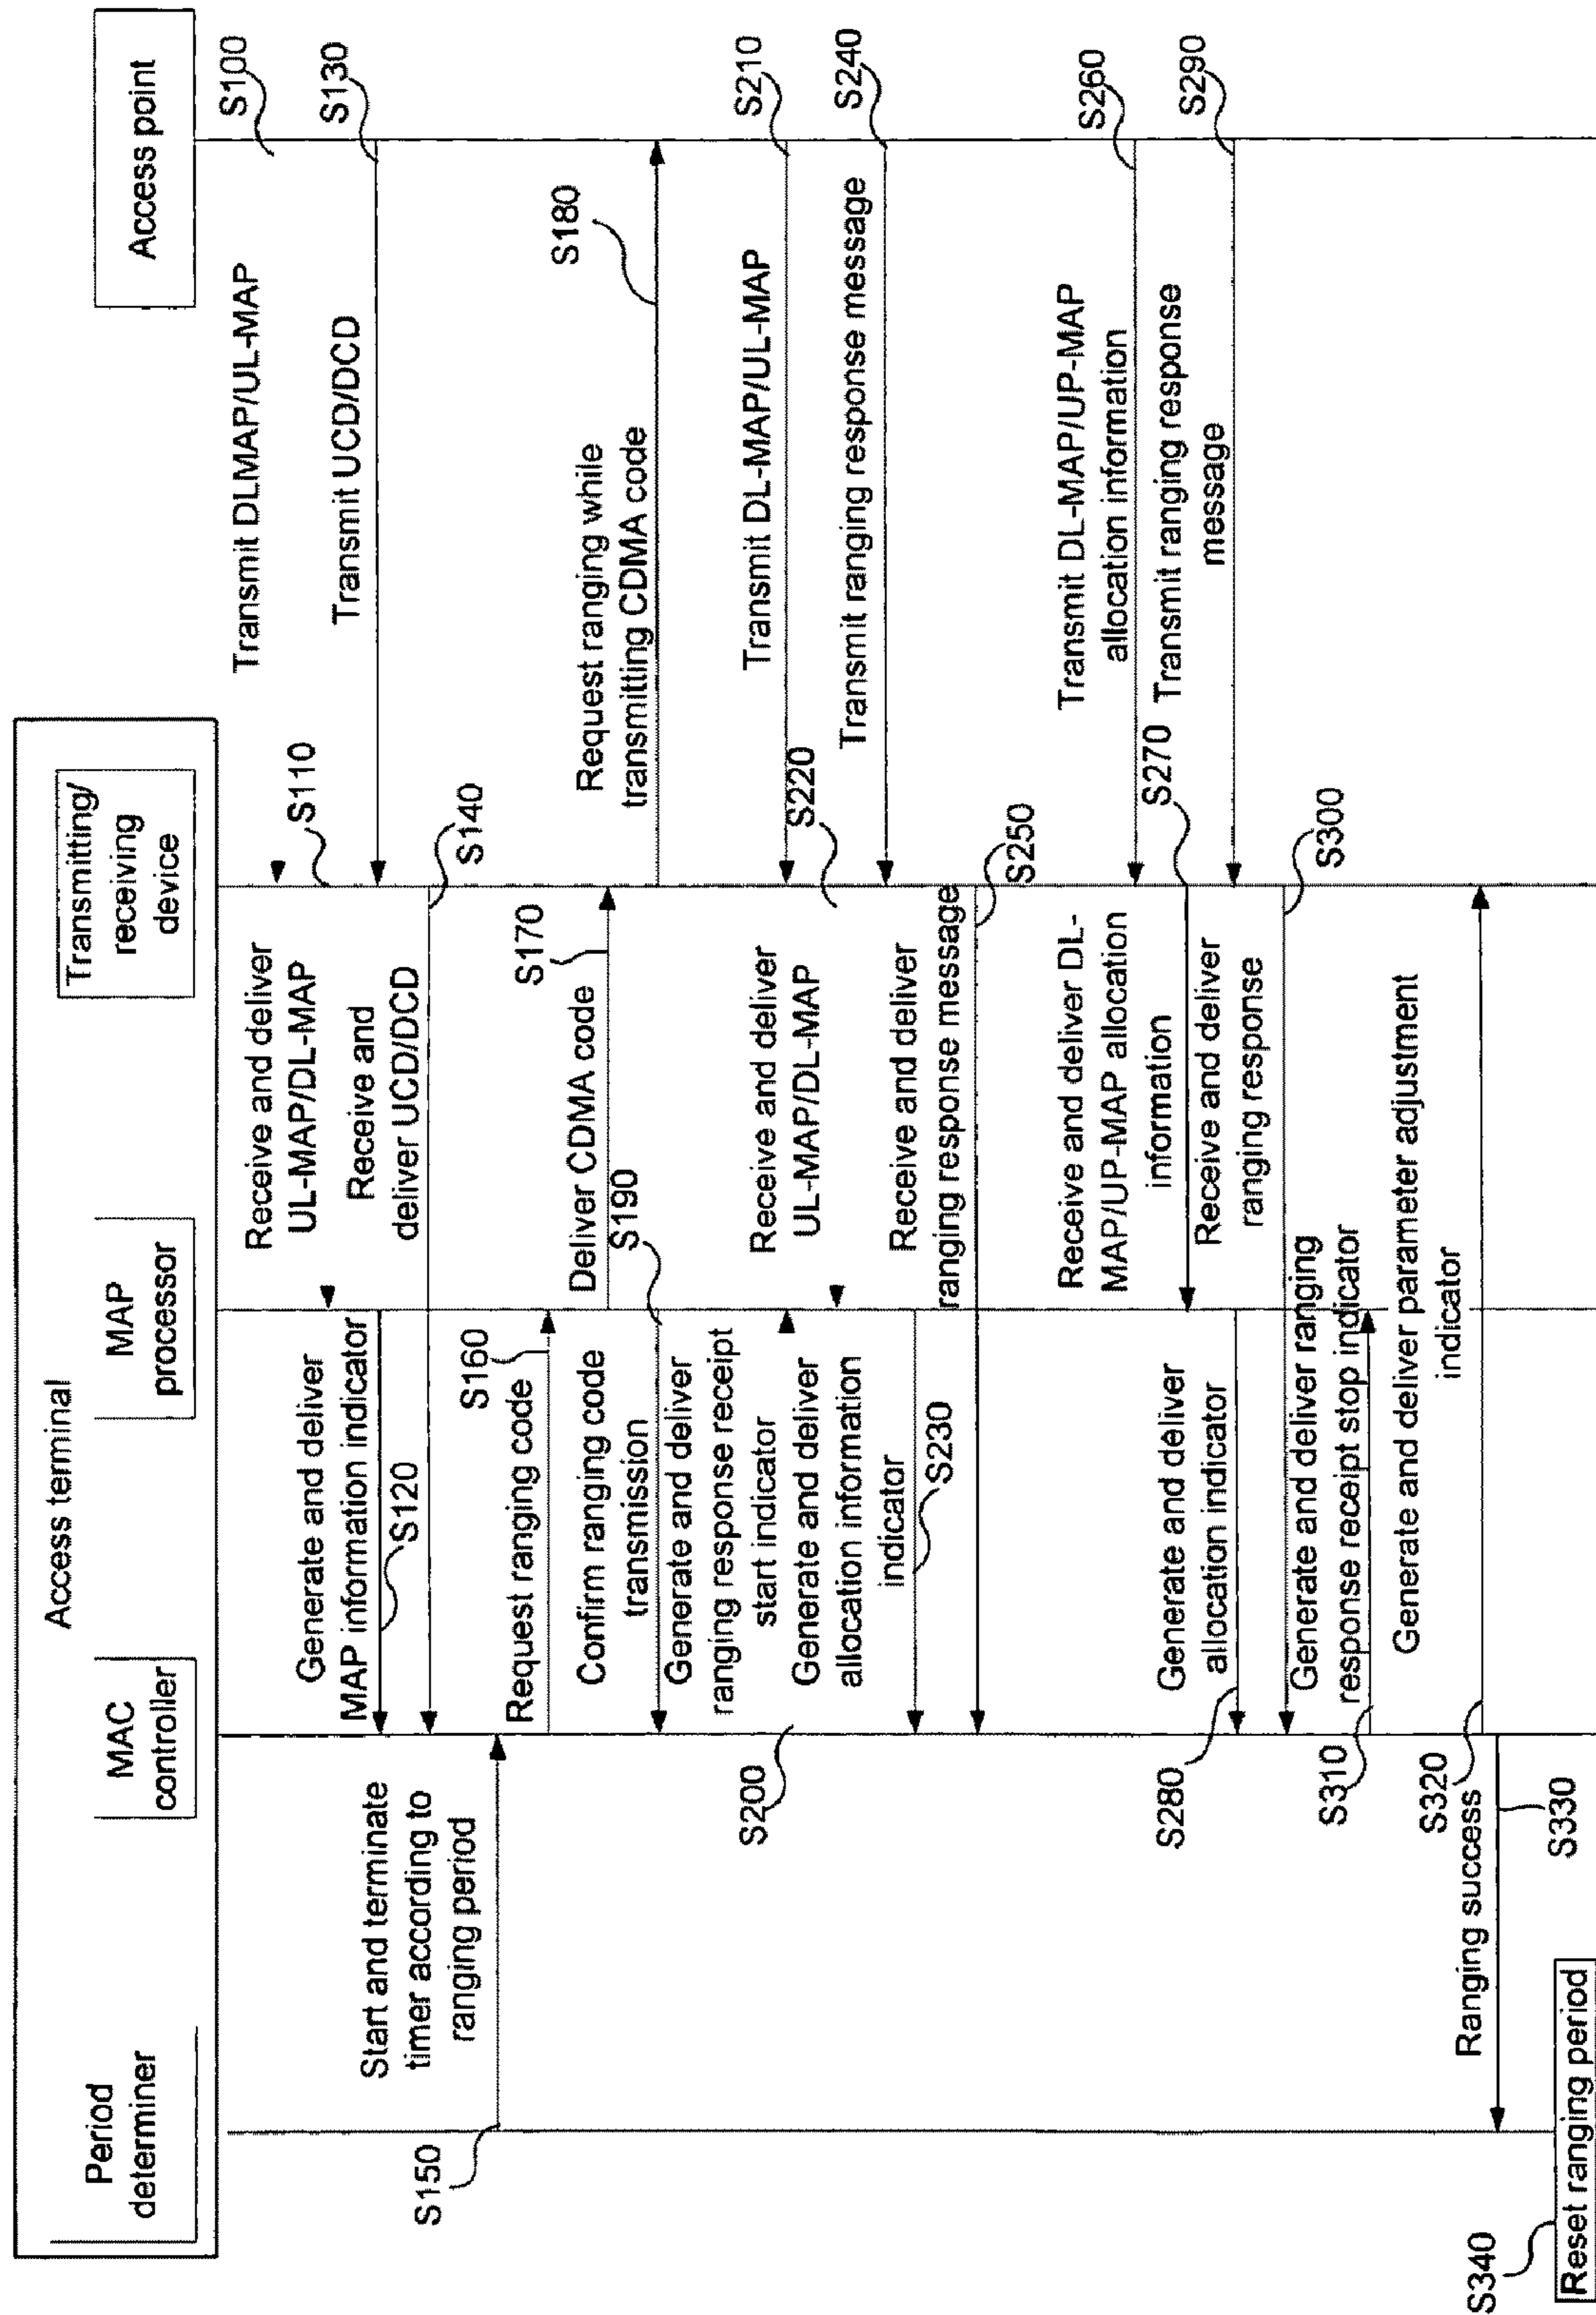 Access terminal
Period
determiner
MAC
controller
MAP
processor
Transmitting/
receiving
device
Access point
Transmit DLMAP/UL-MAP
S100
Receive and deliver
UL-MAP/DL-MAP
S110
Generate and deliver
MAP information indicator
S120
Transmit UCD/DCD
S130
Receive and
deliver UCD/DCD
S140
Start and terminate
timer according to
ranging period
S150
Request ranging code
S160
Deliver CDMA code
S170
Request ranging while
transmitting CDMA code
S180
Confirm ranging code
transmission
S190
Generate and deliver
ranging response receipt
start indicator
S200
Transmit DL-MAP/UL-MAP
S210
Receive and deliver
UL-MAP/DL-MAP
S220
Generate and deliver
allocation information
indicator
S230
Transmit ranging response message
S240
Receive and deliver
ranging response message
S250
Transmit DL-MAP/UP-MAP
allocation information
S260
Receive and deliver DL-
MAP/UP-MAP allocation
information
S270
Generate and deliver
allocation indicator
S280
Transmit ranging response
message
S290
Receive and deliver
ranging response
S300
Generate and deliver ranging
response receipt stop indicator
S310
Generate and deliver parameter adjustment
indicator
S320
Ranging success
S330
Reset ranging period
S340